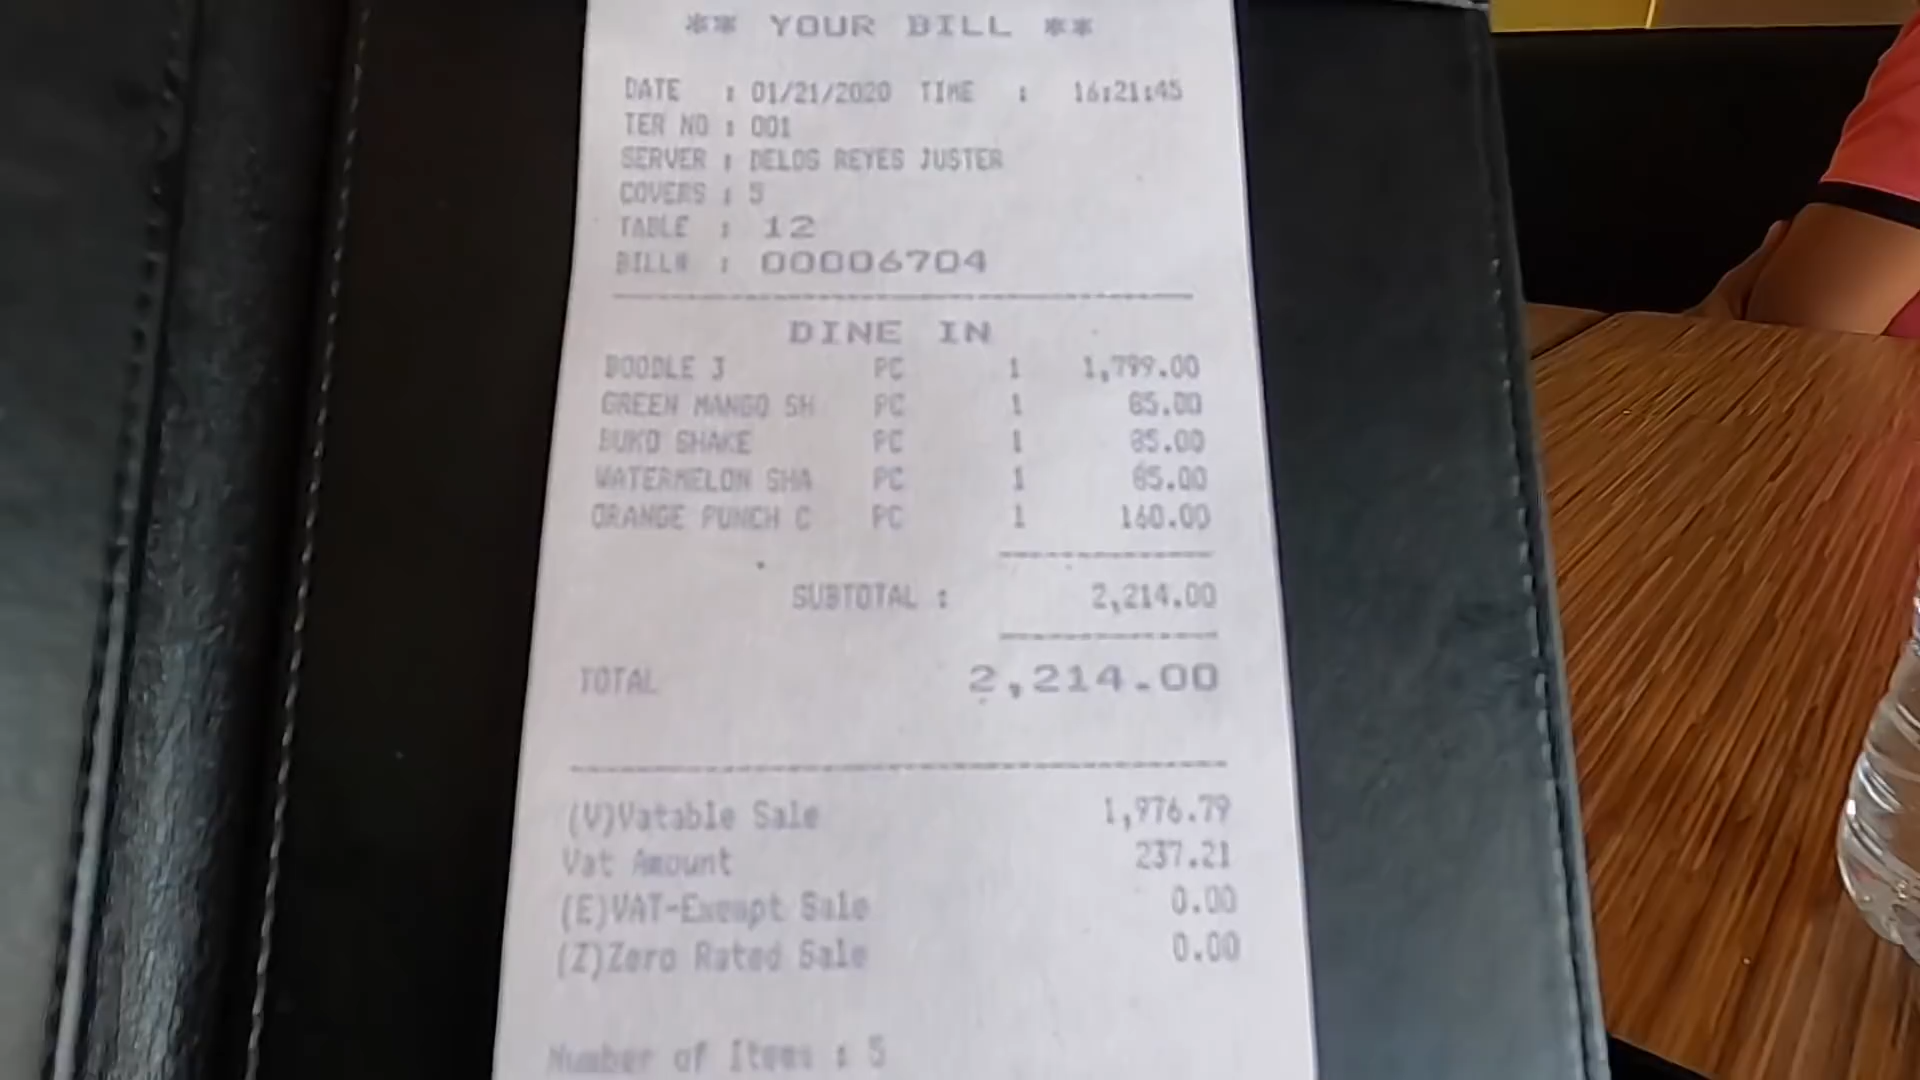 ** YOUR BILL **
DATE : 01/21/2020 TIME : 16:21:45
TER NO : 001
SERVER : DELOS REYES JUSTER
COVERS : 5
TABLE : 12
BILL# : 00006704
DINE IN
BOODLE 3 PC 1 1,799.00
GREEN MANGO SH PC 1 85.00
BUKO SHAKE PC 1 85.00
WATERMELON SHA PC 1 85.00
ORANGE PUNCH C PC 1 160.00
SUBTOTAL : 2,214.00
TOTAL 2,214.00
(V)Vatable Sale 1,976.79
Vat Amount 237.21
(E)VAT-Exempt Sale 0.00
(Z)Zero Rated Sale 0.00
Number of Items : 5